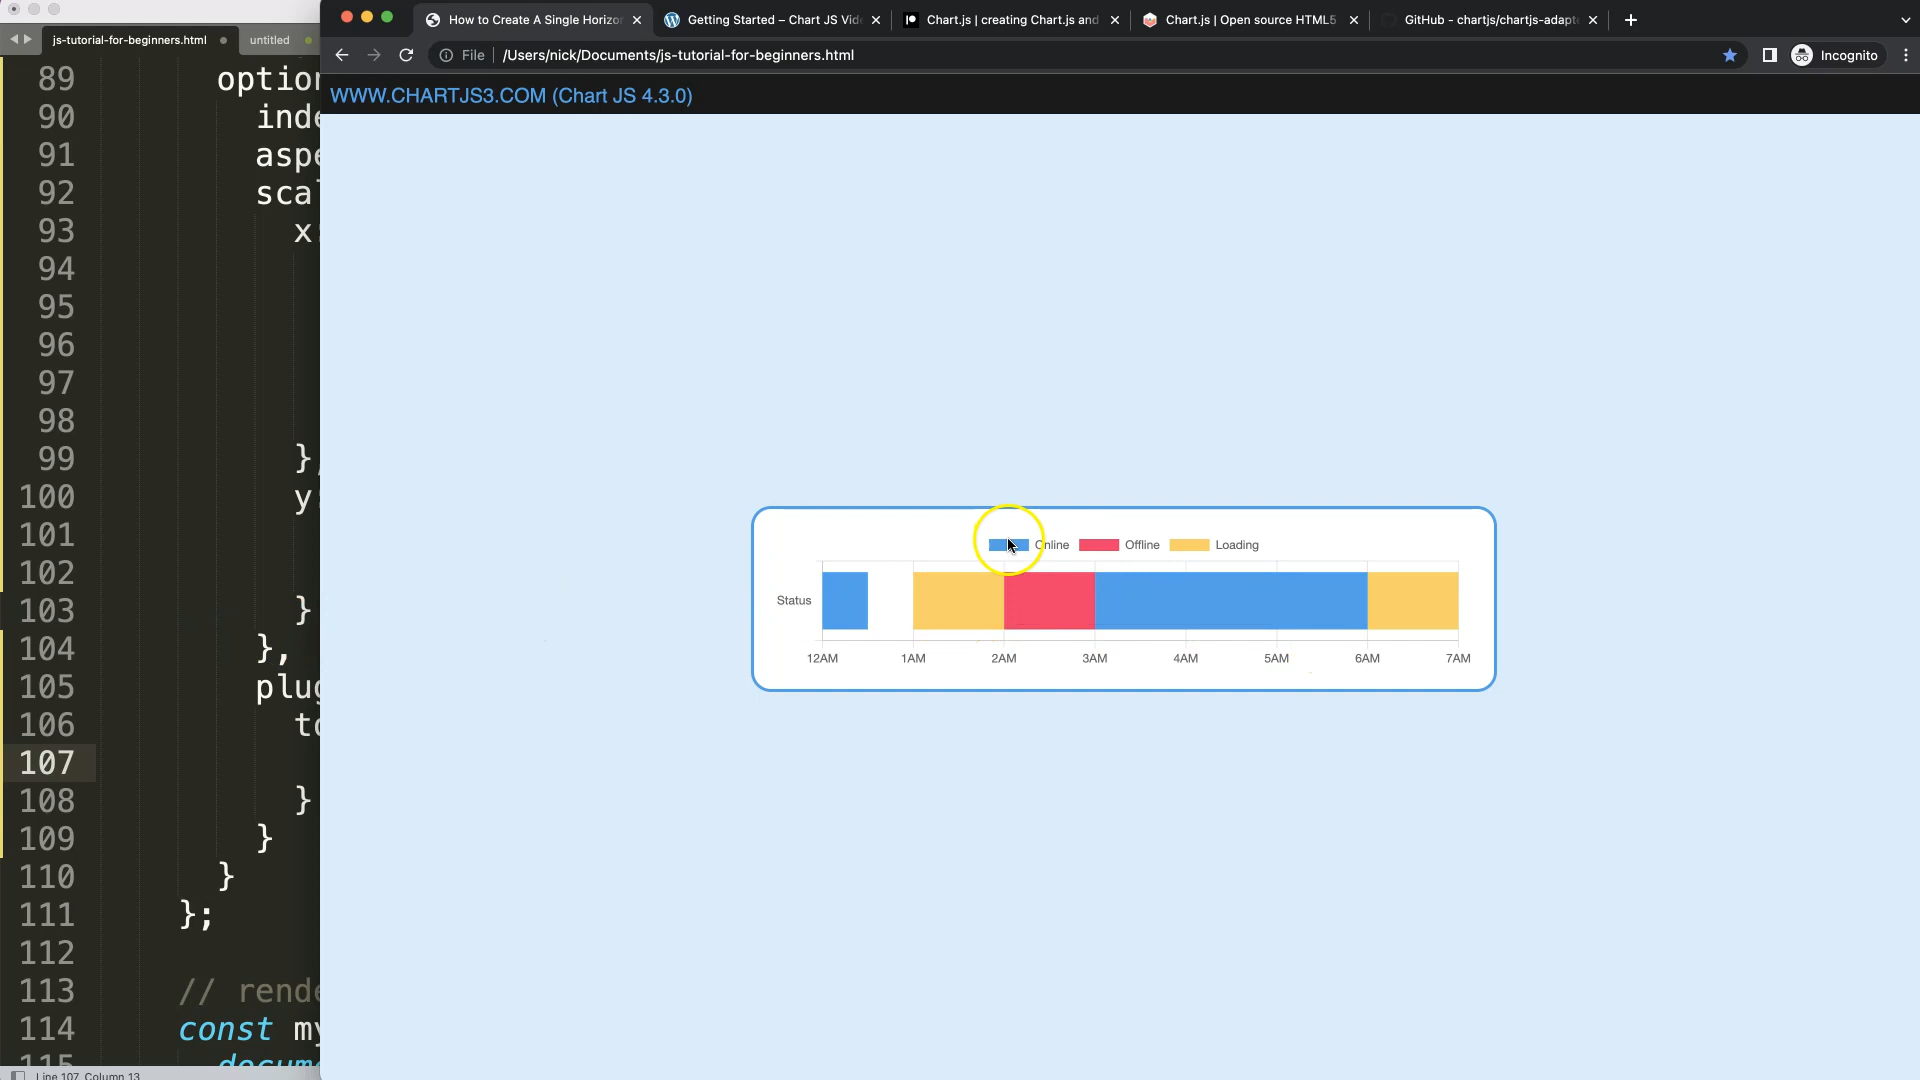 js-tutorial-for-beginners.html
untitled
How to Create A Single Horizo
Getting Started – Chart JS Vid
Chart.js | creating Chart.js and
Chart.js | Open source HTML5
GitHub - chartjs/chartjs-adapt
File
/Users/nick/Documents/js-tutorial-for-beginners.html
Incognito
WWW.CHARTJS3.COM (Chart JS 4.3.0)
89 option
90 inde
91 aspe
92 scal
93 x:
94
95
96
97
98
99 },
100 y:
101
102
103 }
104 },
105 plug
106 to
107
108 }
109 }
110 }
111 };
112
113 // rende
114 const my
115 docume
Line 107, Column 13
Online
Offline
Loading
Status
12AM 1AM 2AM 3AM 4AM 5AM 6AM 7AM